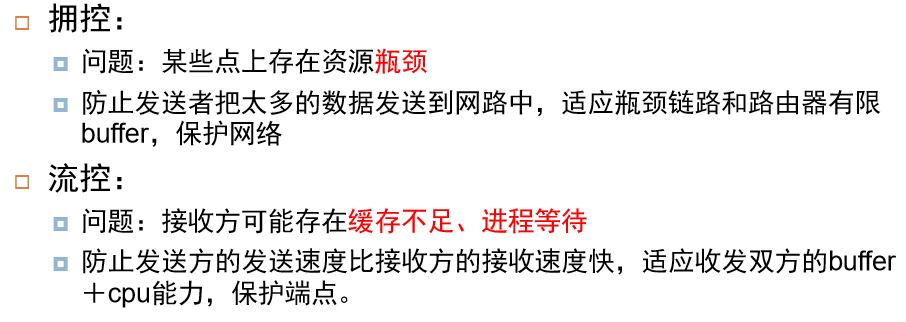 拥控：
问题：某些点上存在资源瓶颈
防止发送者把太多的数据发送到网路中，适应瓶颈链路和路由器有限
buffer，保护网络
流控：
问题：接收方可能存在缓存不足、进程等待
防止发送方的发送速度比接收方的接收速度快，适应收发双方的buffer
＋cpu能力，保护端点。